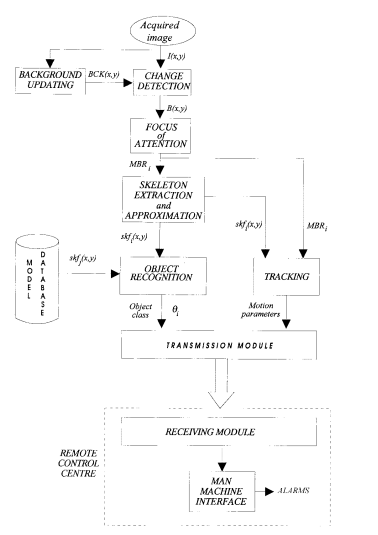 Acquired
image
I(x,y)
BACKGROUND
UPDATING
BCK(x,y)
CHANGE
DETECTION
B(x,y)
FOCUS
of
ATTENTION
MBR i
SKELETON
EXTRACTION
and
APPROXIMATION
skf i (x,y)
skf i (x,y)
MBR i
MODEL
DATABASE
skf j (x,y)
OBJECT
RECOGNITION
TRACKING
Object
class
θ i
Motion
parameters
TRANSMISSION MODULE
RECEIVING MODULE
REMOTE
CONTROL
CENTRE
MAN
MACHINE
INTERFACE
ALARMS